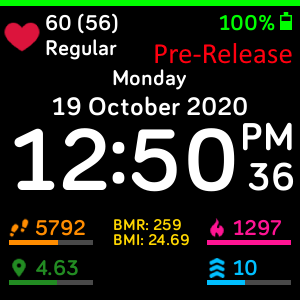 60 (56) 100%
Regular
Pre-Release
Monday
19 October 2020
12:50 PM
36
5792
BMR: 259
BMI: 24.69
1297
4.63
10